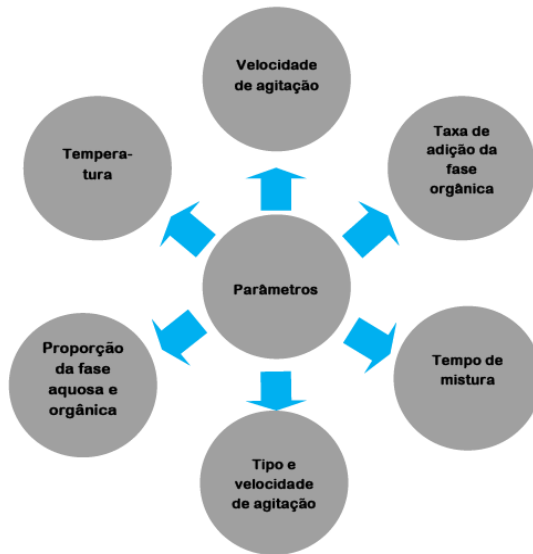 Velocidade
de agitação
Taxa de
adição da
fase
orgânica
Tempera-
tura
Parâmetros
Proporção
da fase
aquosa e
orgânica
Tempo de
mistura
Tipo e
velocidade
de agitação